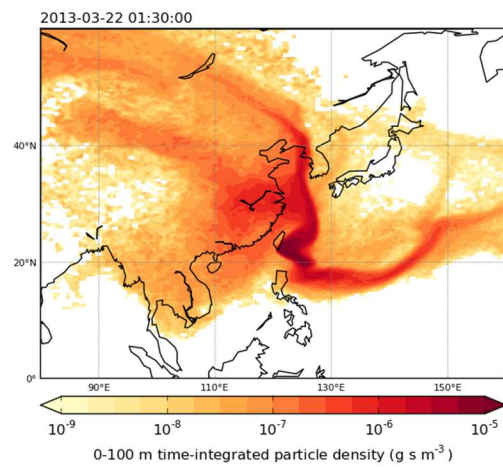 2013-03-22 01:30:00
40°N
20°N
0°
90°E 110°E 130°E 150°E
10⁻⁹ 10⁻⁸ 10⁻⁷ 10⁻⁶ 10⁻⁵
0-100 m time-integrated particle density (g s m⁻³)